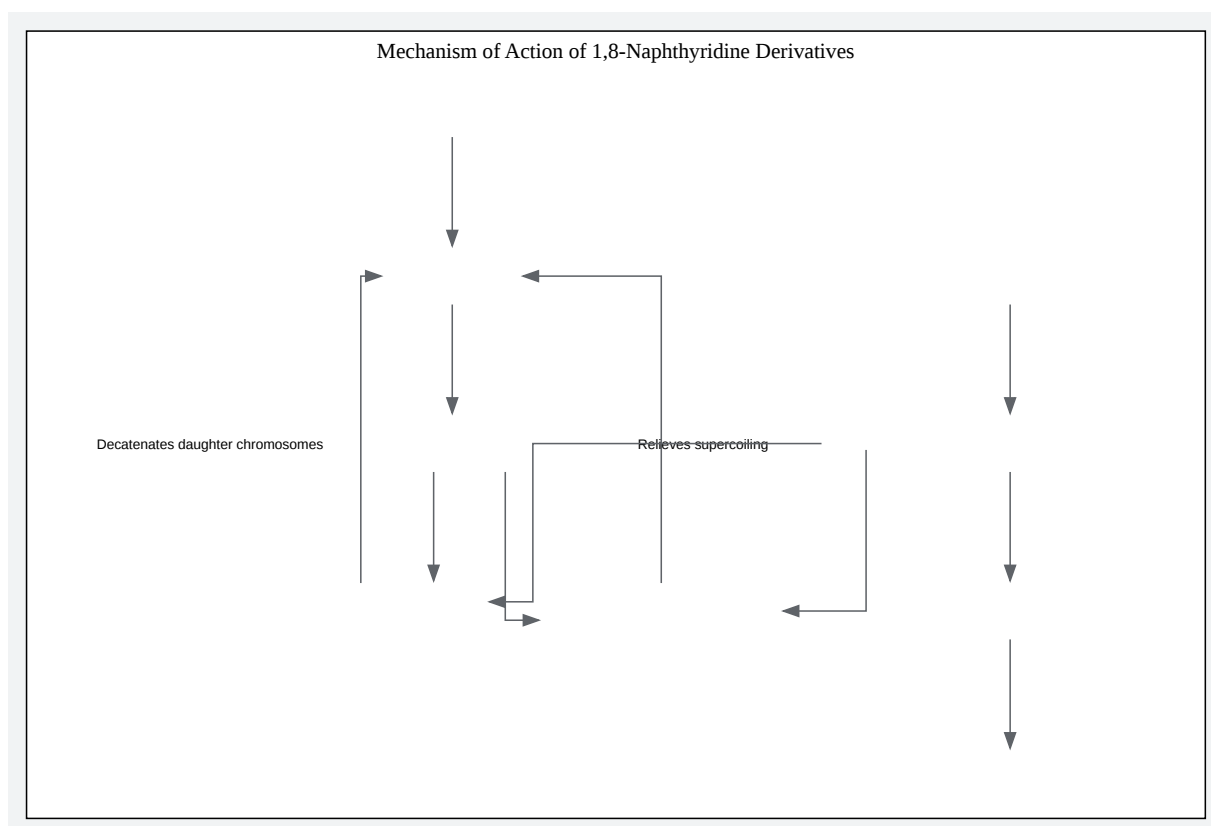 Mechanism of Action of 1,8-Naphthyridine Derivatives
Decatenates daughter chromosomes
Relieves supercoiling